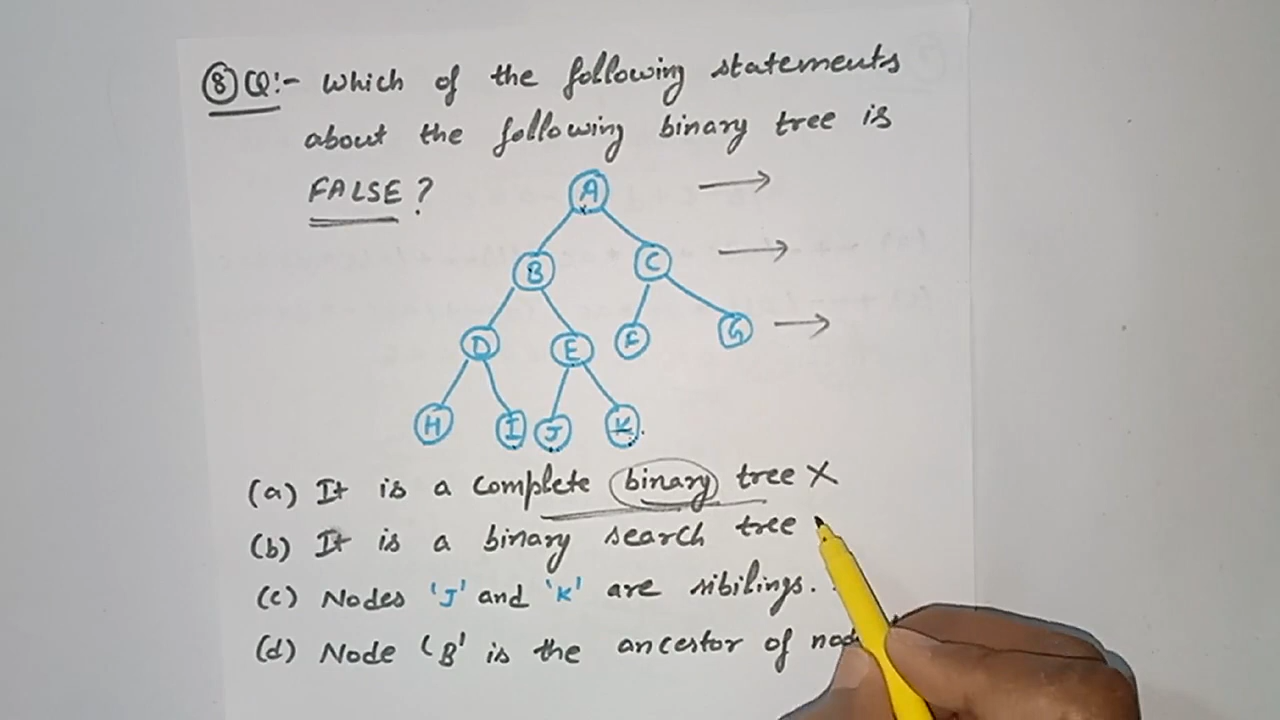 ⑧ Q:- Which of the following statements
about the following binary tree is
FALSE ?
A
B C
D E F G
H I J K
(a) It is a complete binary tree X
(b) It is a binary search tree
(c) Nodes 'J' and 'K' are sibilings.
(d) Node 'B' is the ancestor of